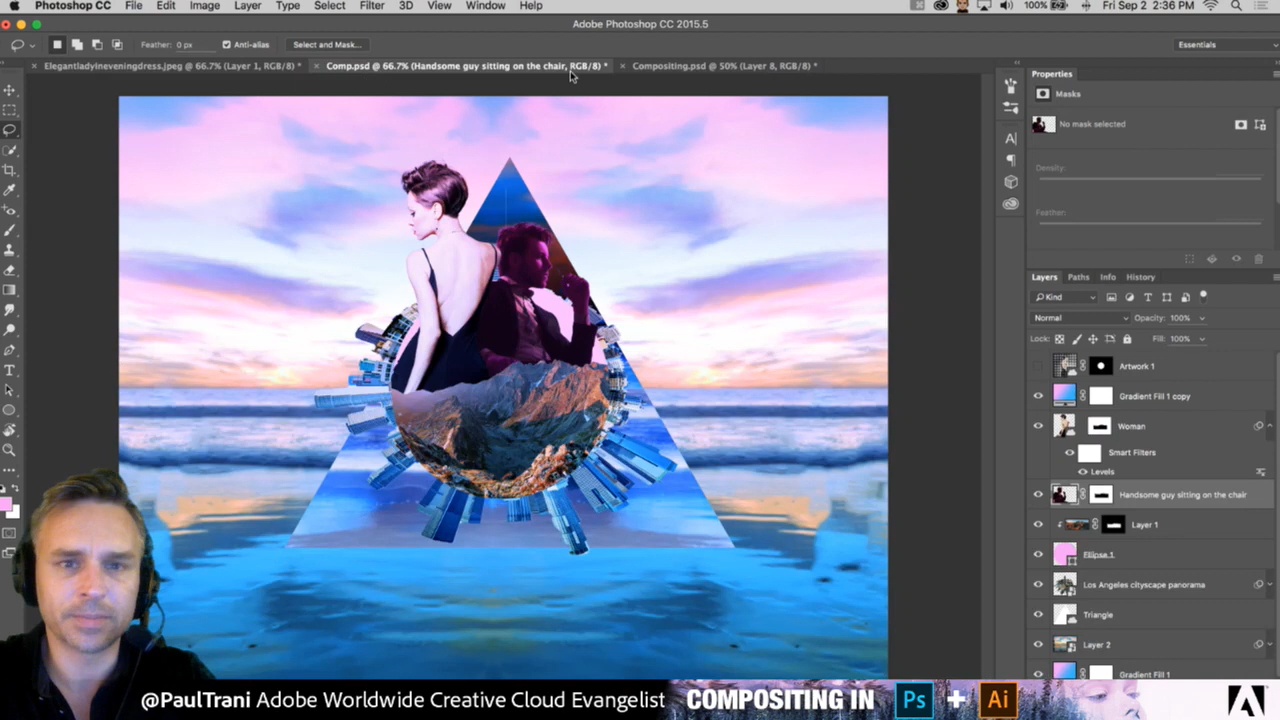 Photoshop CC File Edit Image Layer Type Select Filter 3D View Window Help 100% Fri Sep 2 2:36 PM
Adobe Photoshop CC 2015.5
Feather: 0 px Anti-alias Select and Mask... Essentials
Elegantladyineveningdress.jpeg @ 66.7% (Layer 1, RGB/8) * Comp.psd @ 66.7% (Handsome guy sitting on the chair, RGB/8) * Compositing.psd @ 50% (Layer 8, RGB/8) *
Properties
Masks
No mask selected
Density:
Feather:
Layers Paths Info History
Kind
Normal Opacity: 100%
Lock: Fill: 100%
Artwork 1
Gradient Fill 1 copy
Woman
Smart Filters
Levels
Handsome guy sitting on the chair
Layer 1
Ellipse 1
Los Angeles cityscape panorama
Triangle
Layer 2
Gradient Fill 1
@PaulTrani Adobe Worldwide Creative Cloud Evangelist COMPOSITING IN Ps + Ai